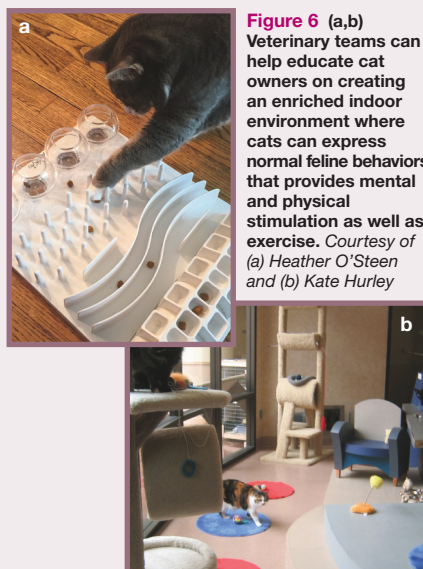 a
Figure 6 (a,b)
Veterinary teams can
help educate cat
owners on creating
an enriched indoor
environment where
cats can express
normal feline behaviors
that provides mental
and physical
stimulation as well as
exercise. Courtesy of
(a) Heather O'Steen
and (b) Kate Hurley
b